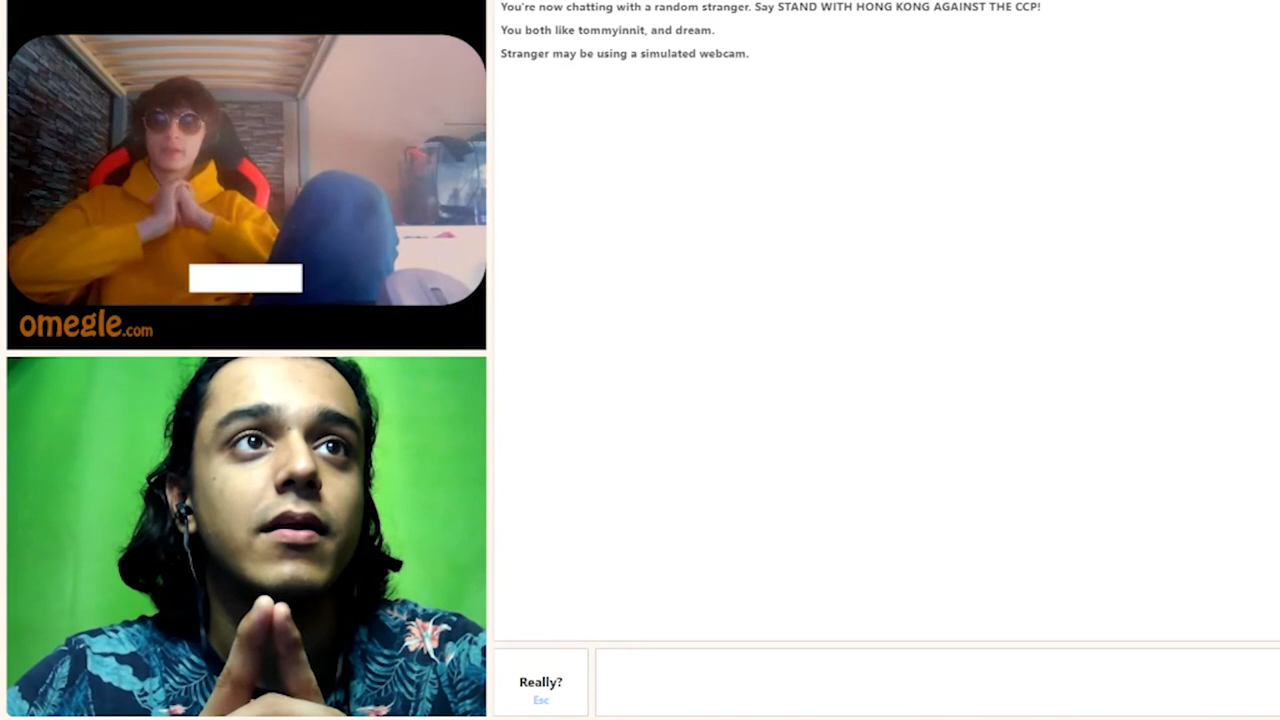 You're now chatting with a random stranger. Say STAND WITH HONG KONG AGAINST THE CCP!
You both like tommyinnit, and dream.
Stranger may be using a simulated webcam.
omegle.com
Really?
Esc